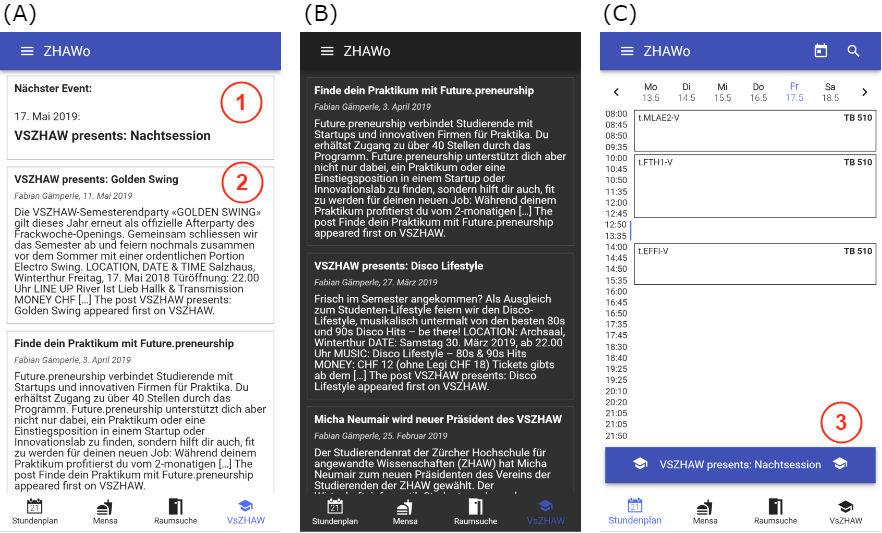 (A)
ZHAWo
Nächster Event:
1
17. Mai 2019:
VSZHAW presents: Nachtsession
VSZHAW presents: Golden Swing
2
Fabian Gämperle, 11. Mai 2019
Die VSZHAW-Semesterendparty «GOLDEN SWING»
gilt dieses Jahr erneut als offizielle Afterparty des
Frackwoche-Openings. Gemeinsam schliessen wir
das Semester ab und feiern nochmals zusammen
vor dem Sommer mit einer ordentlichen Portion
Electro Swing. LOCATION, DATE & TIME Salzhaus,
Winterthur Freitag, 17. Mai 2018 Türöffnung: 22.00
Uhr LINE UP River Ist Lieb Hallk & Transmission
MONEY CHF [...] The post VSZHAW presents:
Golden Swing appeared first on VSZHAW.
Finde dein Praktikum mit Future.preneurship
Fabian Gämperle, 3. April 2019
Future.preneurship verbindet Studierende mit
Startups und innovativen Firmen für Praktika. Du
erhältst Zugang zu über 40 Stellen durch das
Programm. Future.preneurship unterstützt dich aber
nicht nur dabei, ein Praktikum oder eine
Einstiegsposition in einem Startup oder
Innovationslab zu finden, sondern hilft dir auch, fit
zu werden für deinen neuen Job: Während deinem
Praktikum profitierst du vom 2-monatigen [...] The
post Finde dein Praktikum mit Future.preneurship
appeared first on VSZHAW.
21
Stundenplan
Mensa
Raumsuche
VsZHAW
(B)
ZHAWo
Finde dein Praktikum mit Future.preneurship
Fabian Gämperle, 3. April 2019
Future.preneurship verbindet Studierende mit
Startups und innovativen Firmen für Praktika. Du
erhältst Zugang zu über 40 Stellen durch das
Programm. Future.preneurship unterstützt dich aber
nicht nur dabei, ein Praktikum oder eine
Einstiegsposition in einem Startup oder
Innovationslab zu finden, sondern hilft dir auch, fit
zu werden für deinen neuen Job: Während deinem
Praktikum profitierst du vom 2-monatigen [...] The
post Finde dein Praktikum mit Future.preneurship
appeared first on VSZHAW.
VSZHAW presents: Disco Lifestyle
Fabian Gämperle, 27. März 2019
Frisch im Semester angekommen? Als Ausgleich
zum Studenten-Lifestyle feiern wir den Disco-
Lifestyle, musikalisch untermalt von den besten 80s
und 90s Disco Hits – be there! LOCATION: Archsaal,
Winterthur DATE: Samstag 30. März 2019, ab 22.00
Uhr MUSIC: Disco Lifestyle – 80s & 90s Hits
MONEY: CHF 12 (ohne Legi CHF 18) Tickets gibts
ab dem [...] The post VSZHAW presents: Disco
Lifestyle appeared first on VSZHAW.
Micha Neumair wird neuer Präsident des VSZHAW
Fabian Gämperle, 25. Februar 2019
Der Studierendenrat der Zürcher Hochschule für
angewandte Wissenschaften (ZHAW) hat Micha
Neumair zum neuen Präsidenten des Vereins der
Studierenden der ZHAW gewählt. Der
21
Stundenplan
Mensa
Raumsuche
VsZHAW
(C)
ZHAWo
Mo Di Mi Do Fr Sa
13.5 14.5 15.5 16.5 17.5 18.5
08:00
t.MLAE2-V TB 510
08:45
08:50
09:35
10:00
t.FTH1-V TB 510
10:45
10:50
11:35
12:00
12:45
12:50
13:35
14:00
t.EFFI-V TB 510
14:45
14:50
15:35
16:00
16:45
16:50
17:35
17:45
18:30
18:40
19:25
20:10
21:05
21:05
21:50
3
VSZHAW presents: Nachtsession
21
Stundenplan
Mensa
Raumsuche
VsZHAW